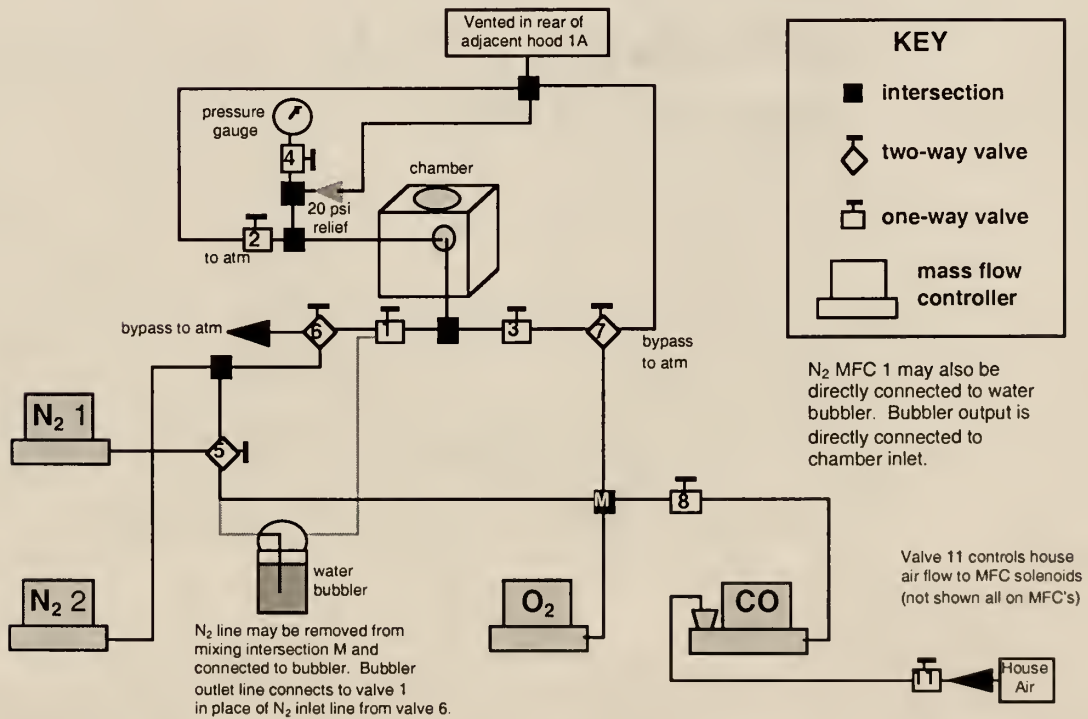 Vented in rear of
adjacent hood 1A
KEY
intersection
two-way valve
one-way valve
mass flow
controller
pressure
gauge
4
chamber
20 psi
relief
2
to atm
bypass to atm
6
1
3
7
bypass
to atm
N₂ MFC 1 may also be
directly connected to water
bubbler. Bubbler output is
directly connected to
chamber inlet.
N₂ 1
5
M
8
water
bubbler
N₂ 2
O₂
CO
Valve 11 controls house
air flow to MFC solenoids
(not shown all on MFC's)
N₂ line may be removed from
mixing intersection M and
connected to bubbler. Bubbler
outlet line connects to valve 1
in place of N₂ inlet line from valve 6.
11
House
Air